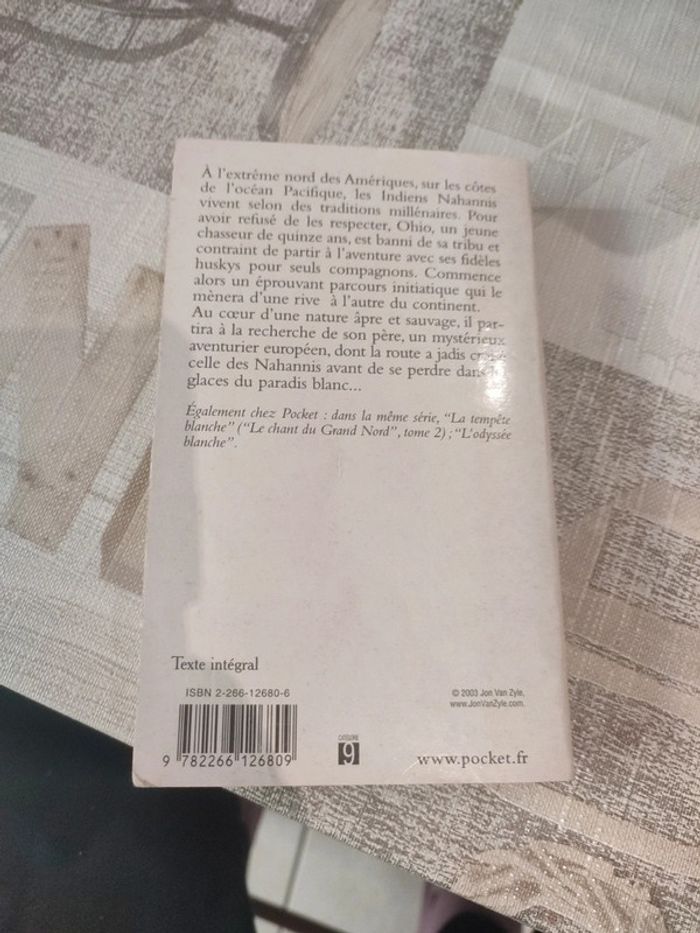 À l'extrême nord des Amériques, sur les côtes
de l'océan Pacifique, les Indiens Nahannis
vivent selon des traditions millénaires. Pour
avoir refusé de les respecter, Ohio, un jeune
chasseur de quinze ans, est banni de sa tribu et
contraint de partir à l'aventure avec ses fidèles
huskys pour seuls compagnons. Commence
alors un éprouvant parcours initiatique qui le
mènera d'une rive à l'autre du continent.
Au cœur d'une nature âpre et sauvage, il par-
tira à la recherche de son père, un mystérieux
aventurier européen, dont la route a jadis
celle des Nahannis avant de se perdre dans
glaces du paradis blanc...
Également chez Pocket : dans la même série, "La tempête
blanche" ("Le chant du Grand Nord", tome 2) ; "L'odyssée
blanche".
Texte intégral
ISBN 2-266-12680-6
9 782266 126809
CATÉGORIE
9
© 2003 Jon Van Zyle,
www.JonVanZyle.com.
www.pocket.fr